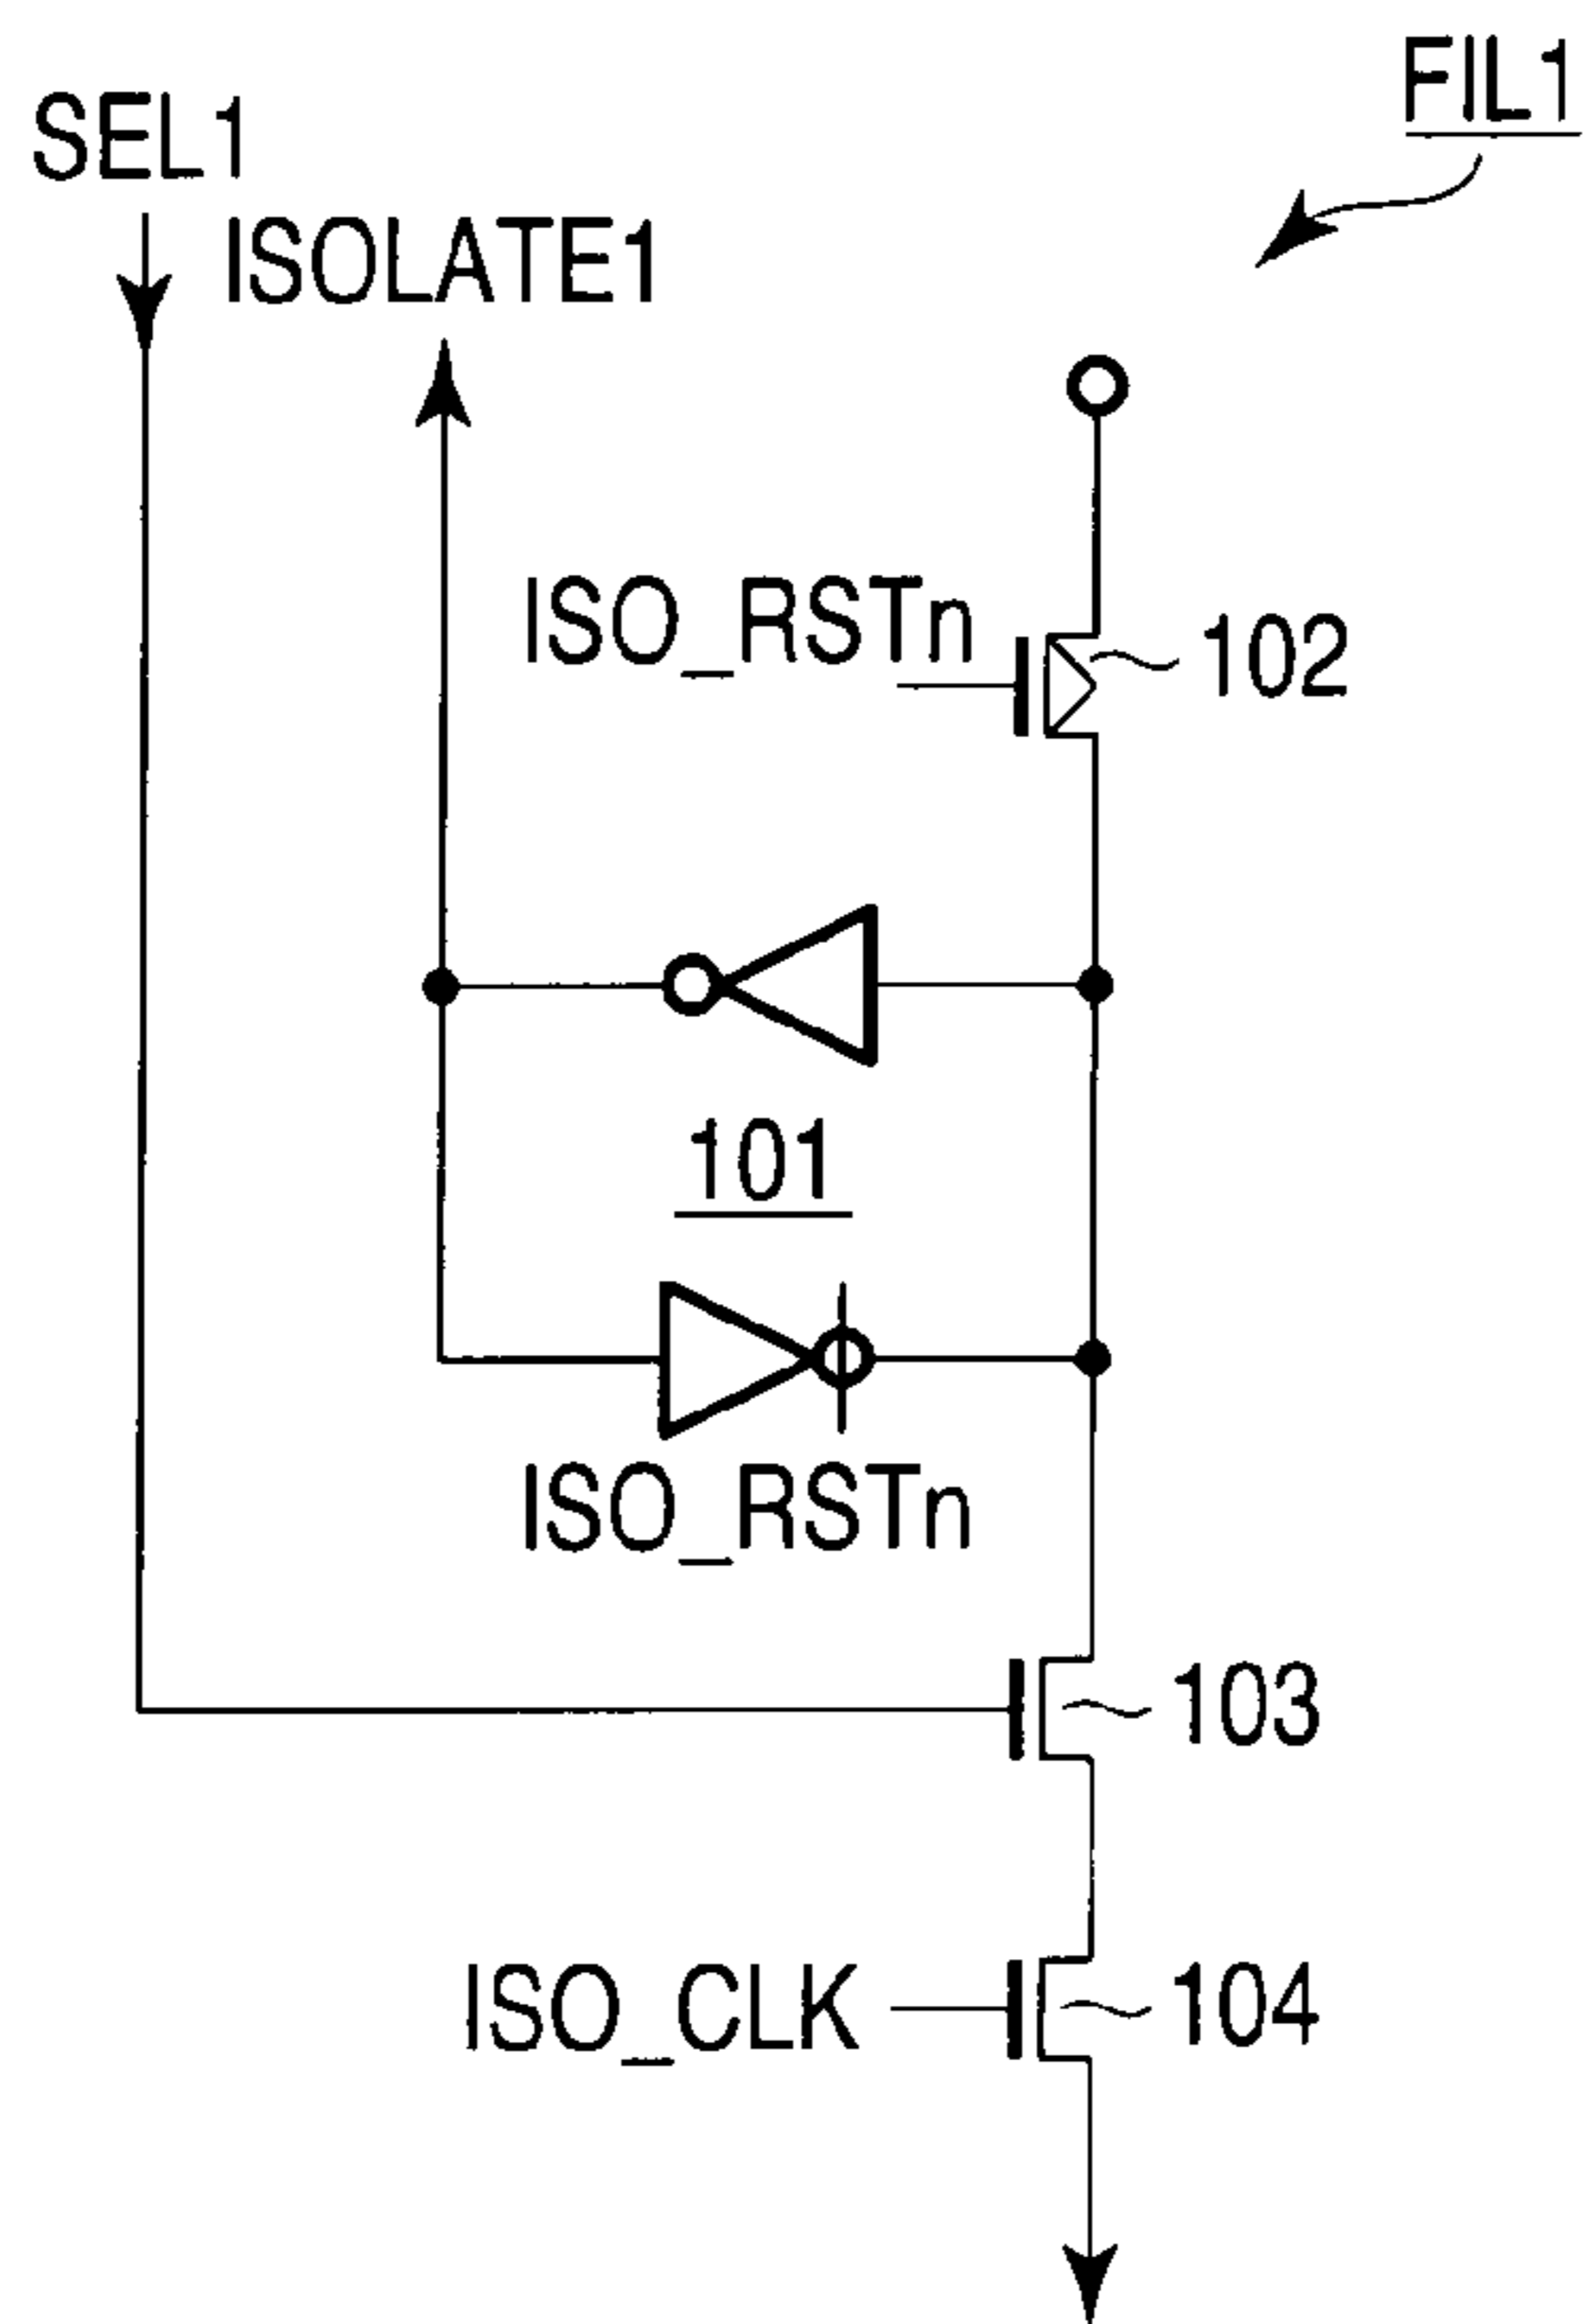 FIL1
SEL1
ISOLATE1
ISO_RSTn
102
101
ISO_RSTn
103
ISO_CLK
104